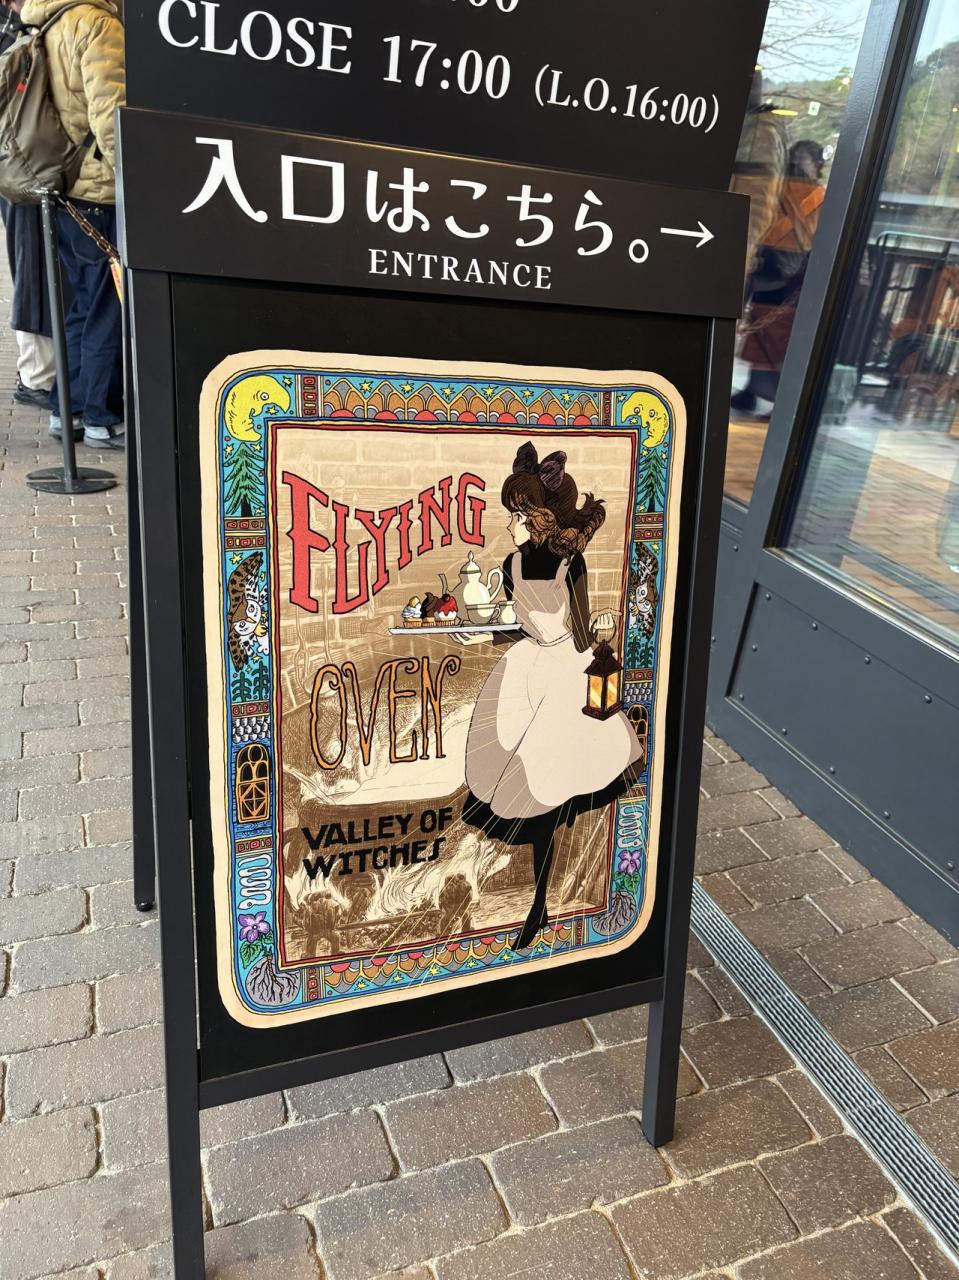 CLOSE 17:00 (L.O.16:00)
入口はこちら。→
ENTRANCE
FLYING
OVEN
VALLEY OF
WITCHES